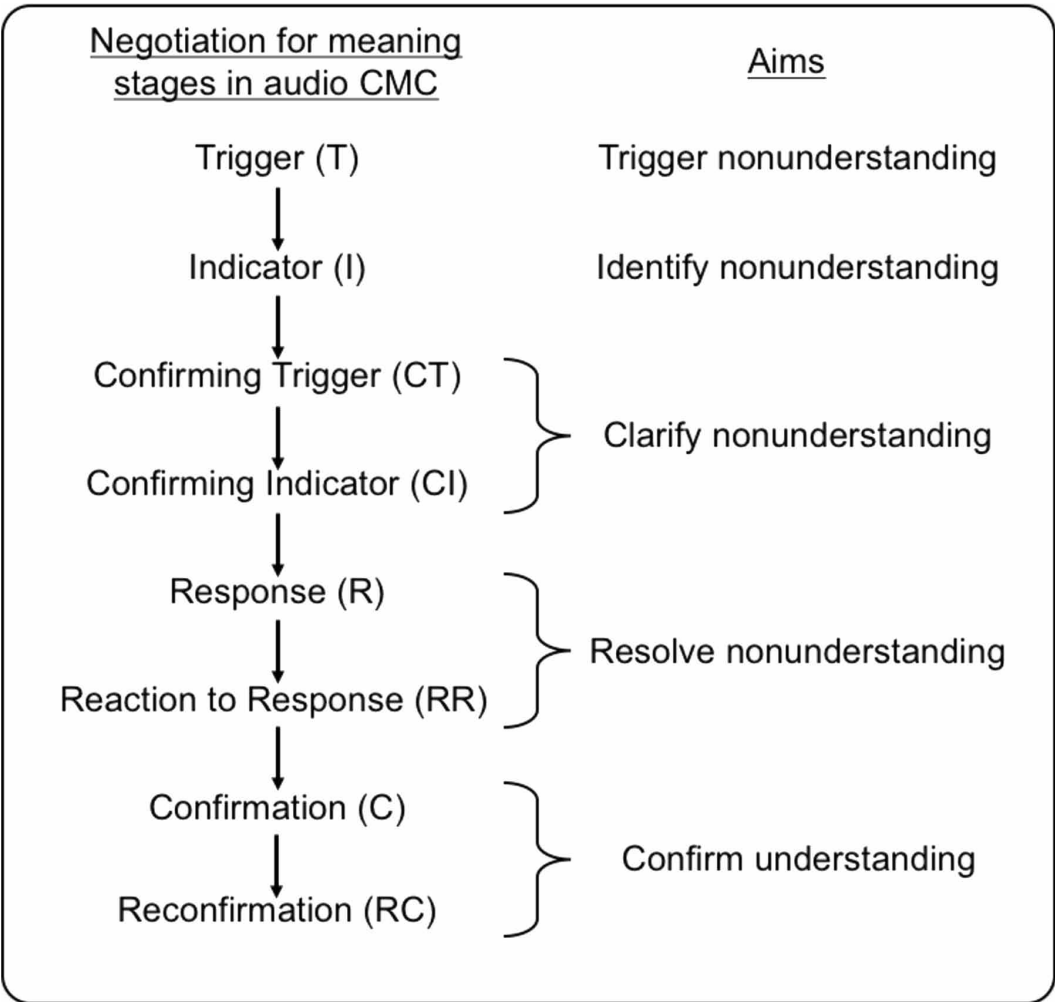 Negotiation for meaning
stages in audio CMC
Aims
Trigger (T)
Trigger nonunderstanding
Indicator (I)
Identify nonunderstanding
Confirming Trigger (CT)
Clarify nonunderstanding
Confirming Indicator (CI)
Response (R)
Resolve nonunderstanding
Reaction to Response (RR)
Confirmation (C)
Confirm understanding
Reconfirmation (RC)